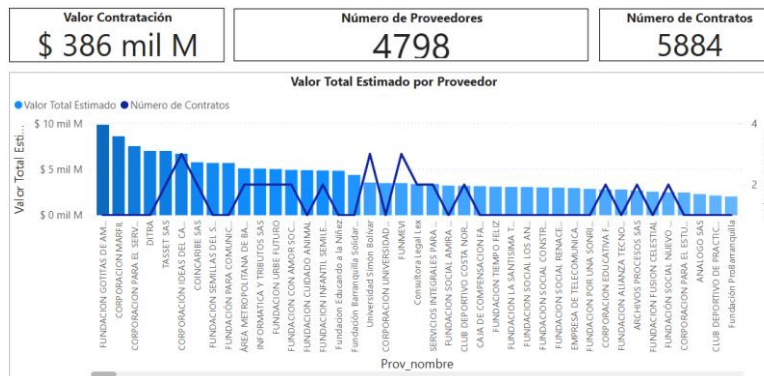 Valor Contratación
$ 386 mil M
Número de Proveedores
4798
Número de Contratos
5884
Valor Total Estimado por Proveedor
Valor Total Estimado Número de Contratos
Valor Total Esti...
$ 10 mil M
$ 5 mil M
$ 0 mil M
4
2
FUNDACION GOTITAS DE AM...
CORPORACION MARFIL
CORPORACION PARA EL SERV...
DITRA
TASSET SAS
CORPORACIÓN IDEAS DEL CA...
COINCARIBE SAS
FUNDACION SEMILLAS DEL S...
FUNDACIÓN PARA COMUNIC...
ÁREA METROPOLITANA DE BA...
INFORMATICA Y TRIBUTOS SAS
FUNDACION URBE FUTURO
FUNDACION CON AMOR SOC...
FUNDACION CUIDADO ANIMAL
FUNDACION INFANTIL SEMILE...
Fundacion Educando a la Niñez
Fundación Barranquilla Solidar...
Universidad Simón Bolívar
CORPORACION UNIVERSIDAD...
FUNMEVI
Consultora Legal Lex
SERVICIOS INTEGRALES PARA...
FUNDACION SOCIAL AMIRA ...
CLUB DEPORTIVO COSTA NOR...
CAJA DE COMPENSACION FA...
FUNDACION TIEMPO FELIZ
FUNDACION LA SANTISIMA T...
FUNDACION SOCIAL LOS AN...
FUNDACION SOCIAL CONSTR...
FUNDACION SOCIAL RENACE...
EMPRESA DE TELECOMUNICA...
FUNDACION POR UNA SONRI...
CORPORACION EDUCATIVA F...
FUNDACION ALIANZA TECNO...
ARCHIVOS PROCESOS SAS
FUNDACION FUSION CELESTIAL
FUNDACIÓN SOCIAL NUEVO ...
CORPORACION PARA EL ESTU...
ANALOGO SAS
CLUB DEPORTIVO DE PRACTIC...
Fundación ProBarranquilla
Prov_nombre